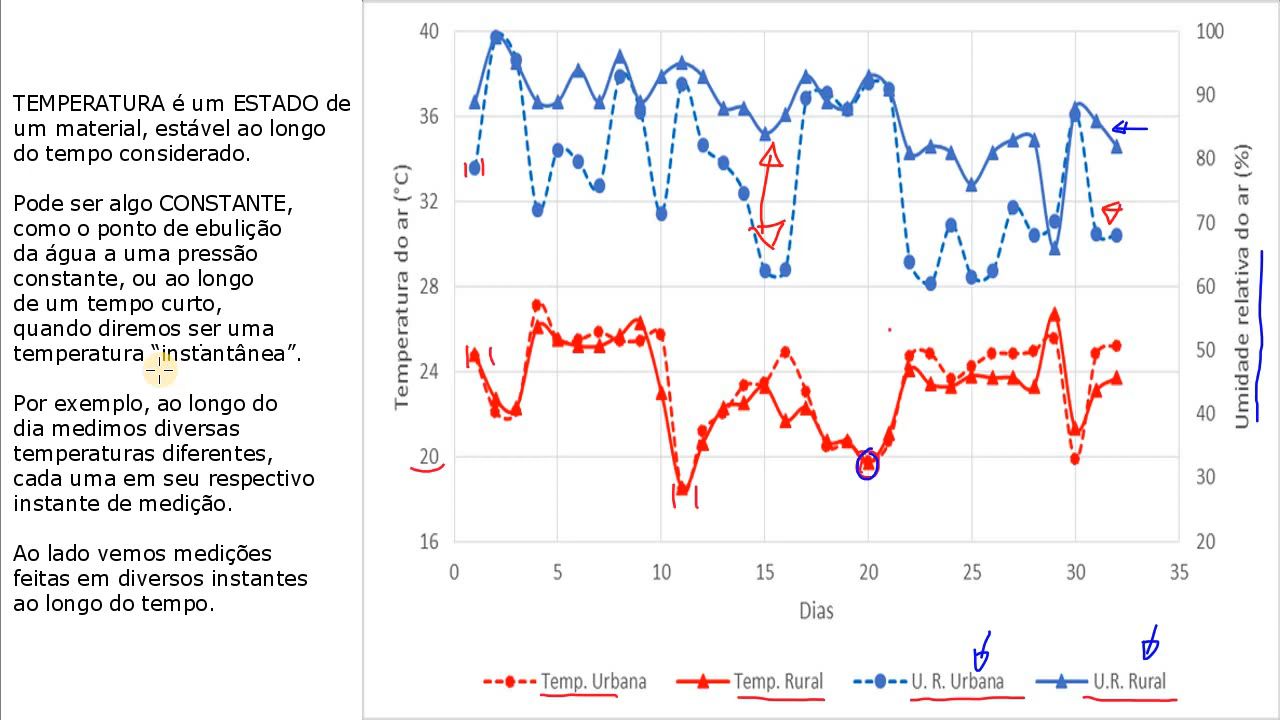 TEMPERATURA é um ESTADO de
um material, estável ao longo
do tempo considerado.
Pode ser algo CONSTANTE,
como o ponto de ebulição
da água a uma pressão
constante, ou ao longo
de um tempo curto,
quando diremos ser uma
temperatura “instantânea”.
Por exemplo, ao longo do
dia medimos diversas
temperaturas diferentes,
cada uma em seu respectivo
instante de medição.
Ao lado vemos medições
feitas em diversos instantes
ao longo do tempo.
Temperatura do ar (°C)
40
36
32
28
24
20
16
100
90
80
70
60
50
40
30
20
Umidade relativa do ar (%)
0 5 10 15 20 25 30 35
Dias
Temp. Urbana Temp. Rural U. R. Urbana U.R. Rural